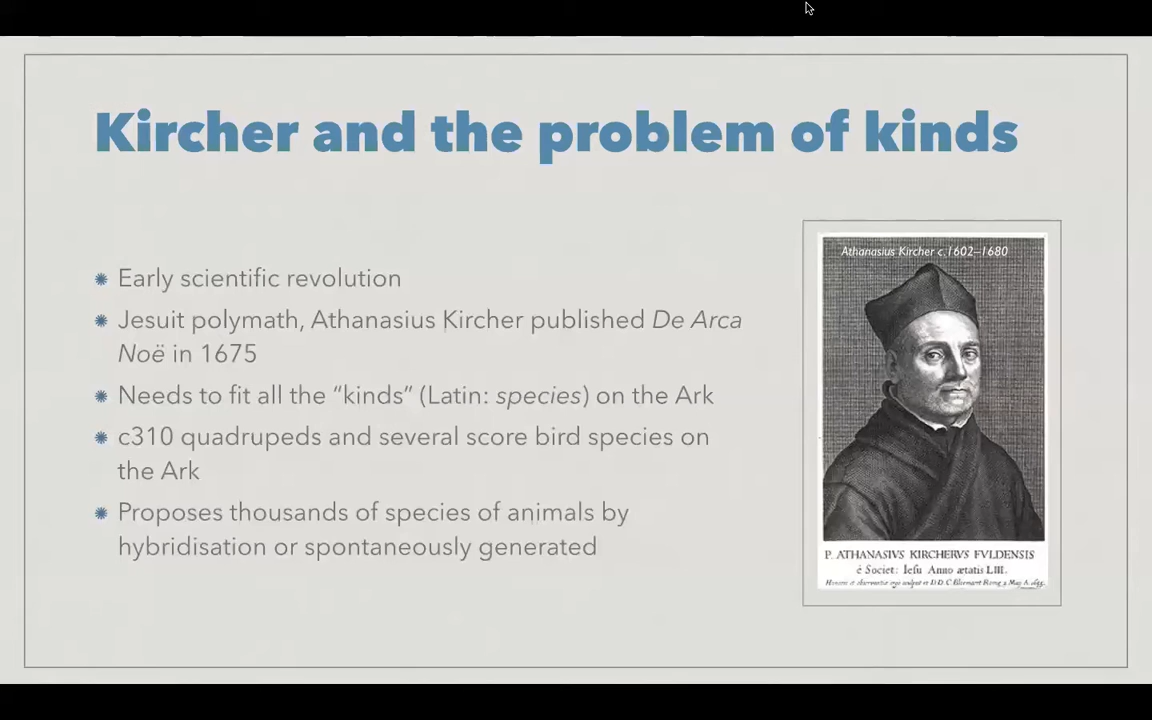 Kircher and the problem of kinds
Early scientific revolution
Jesuit polymath, Athanasius Kircher published De Arca
Noë in 1675
Needs to fit all the “kinds” (Latin: species) on the Ark
c310 quadrupeds and several score bird species on
the Ark
Proposes thousands of species of animals by
hybridisation or spontaneously generated
Athanasius Kircher c.1602–1680
P. ATHANASIVS KIRCHERVS FVLDENSIS
è Societ: Iesu Anno ætatis LIII.